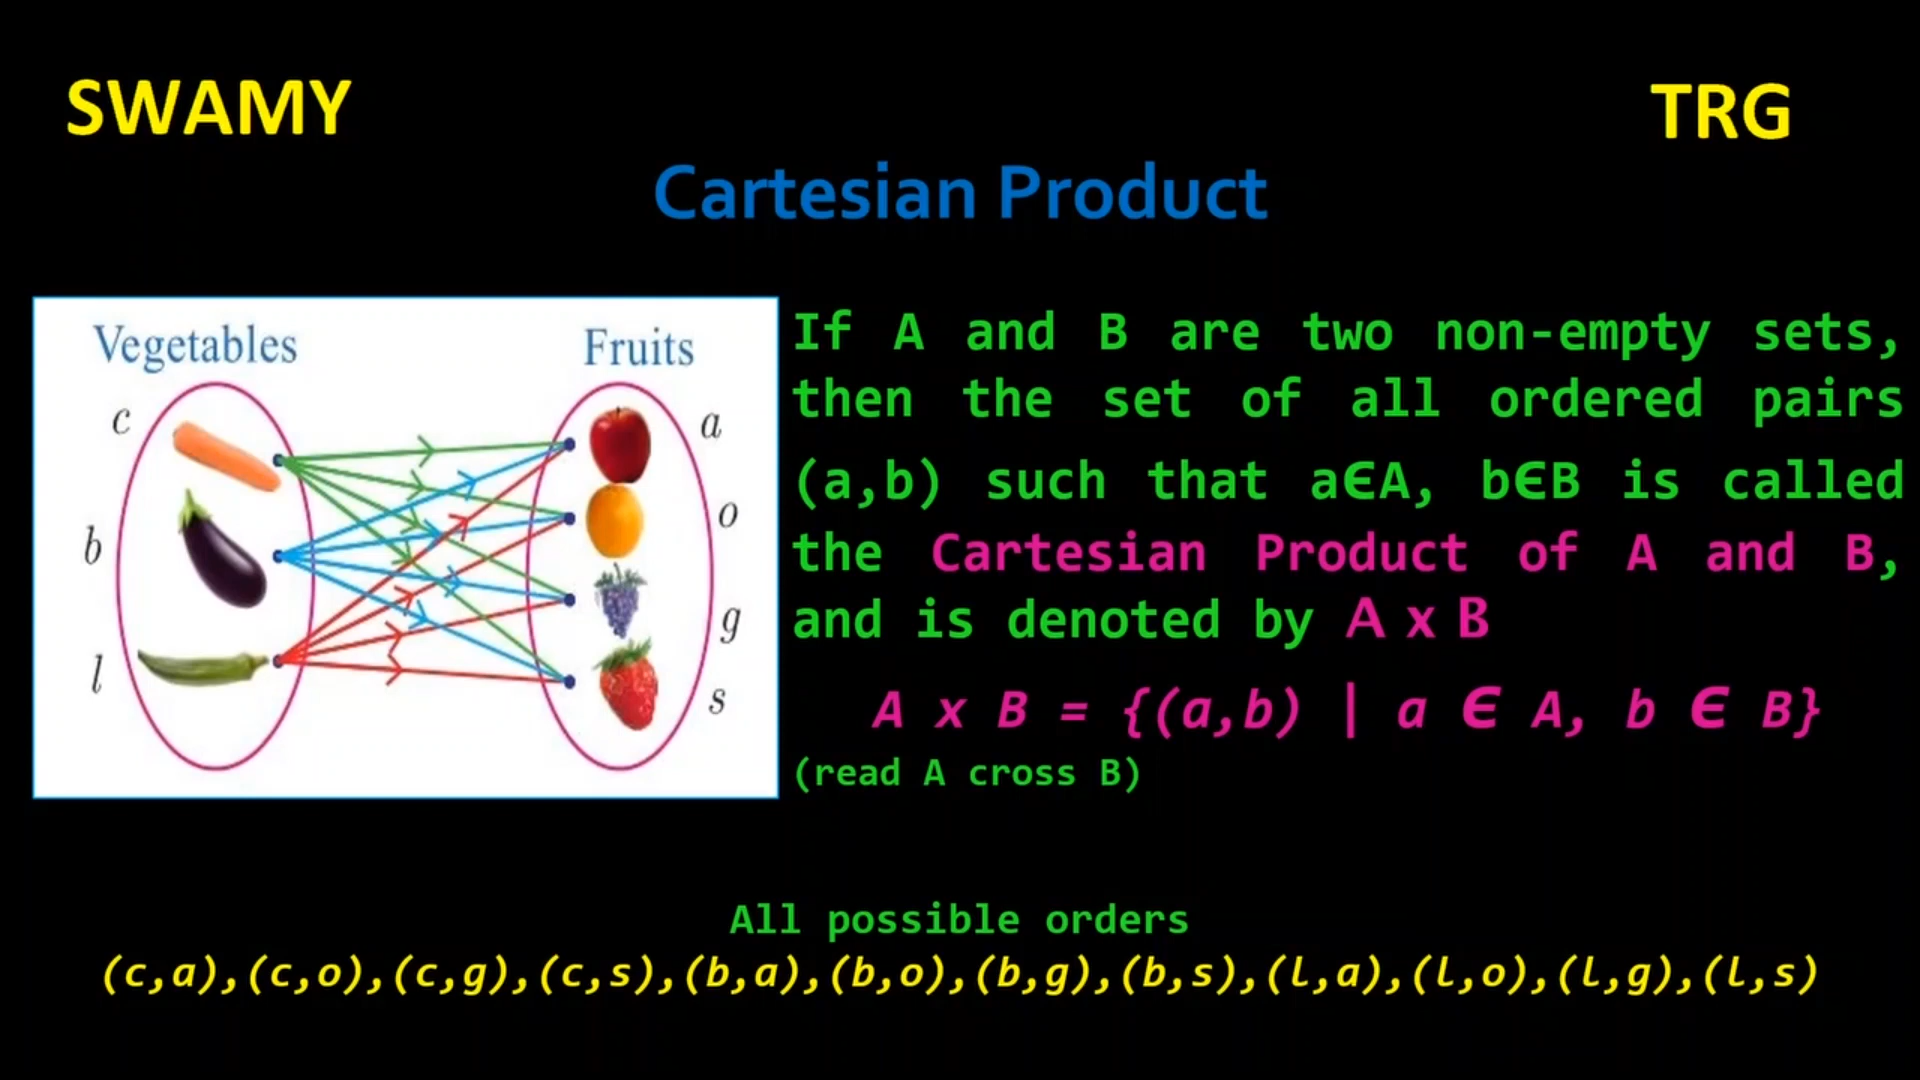 SWAMY
TRG
Cartesian Product
Vegetables
Fruits
c
a
b
o
l
g
s
If A and B are two non-empty sets,
then the set of all ordered pairs
(a,b) such that a∈A, b∈B is called
the Cartesian Product of A and B,
and is denoted by A x B
A x B = {(a,b) | a ∈ A, b ∈ B}
(read A cross B)
All possible orders
(c,a),(c,o),(c,g),(c,s),(b,a),(b,o),(b,g),(b,s),(l,a),(l,o),(l,g),(l,s)